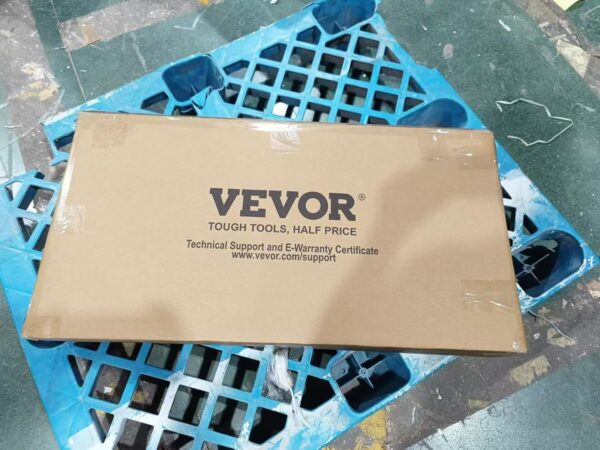 VEVOR®
TOUGH TOOLS, HALF PRICE
Technical Support and E-Warranty Certificate
www.vevor.com/support